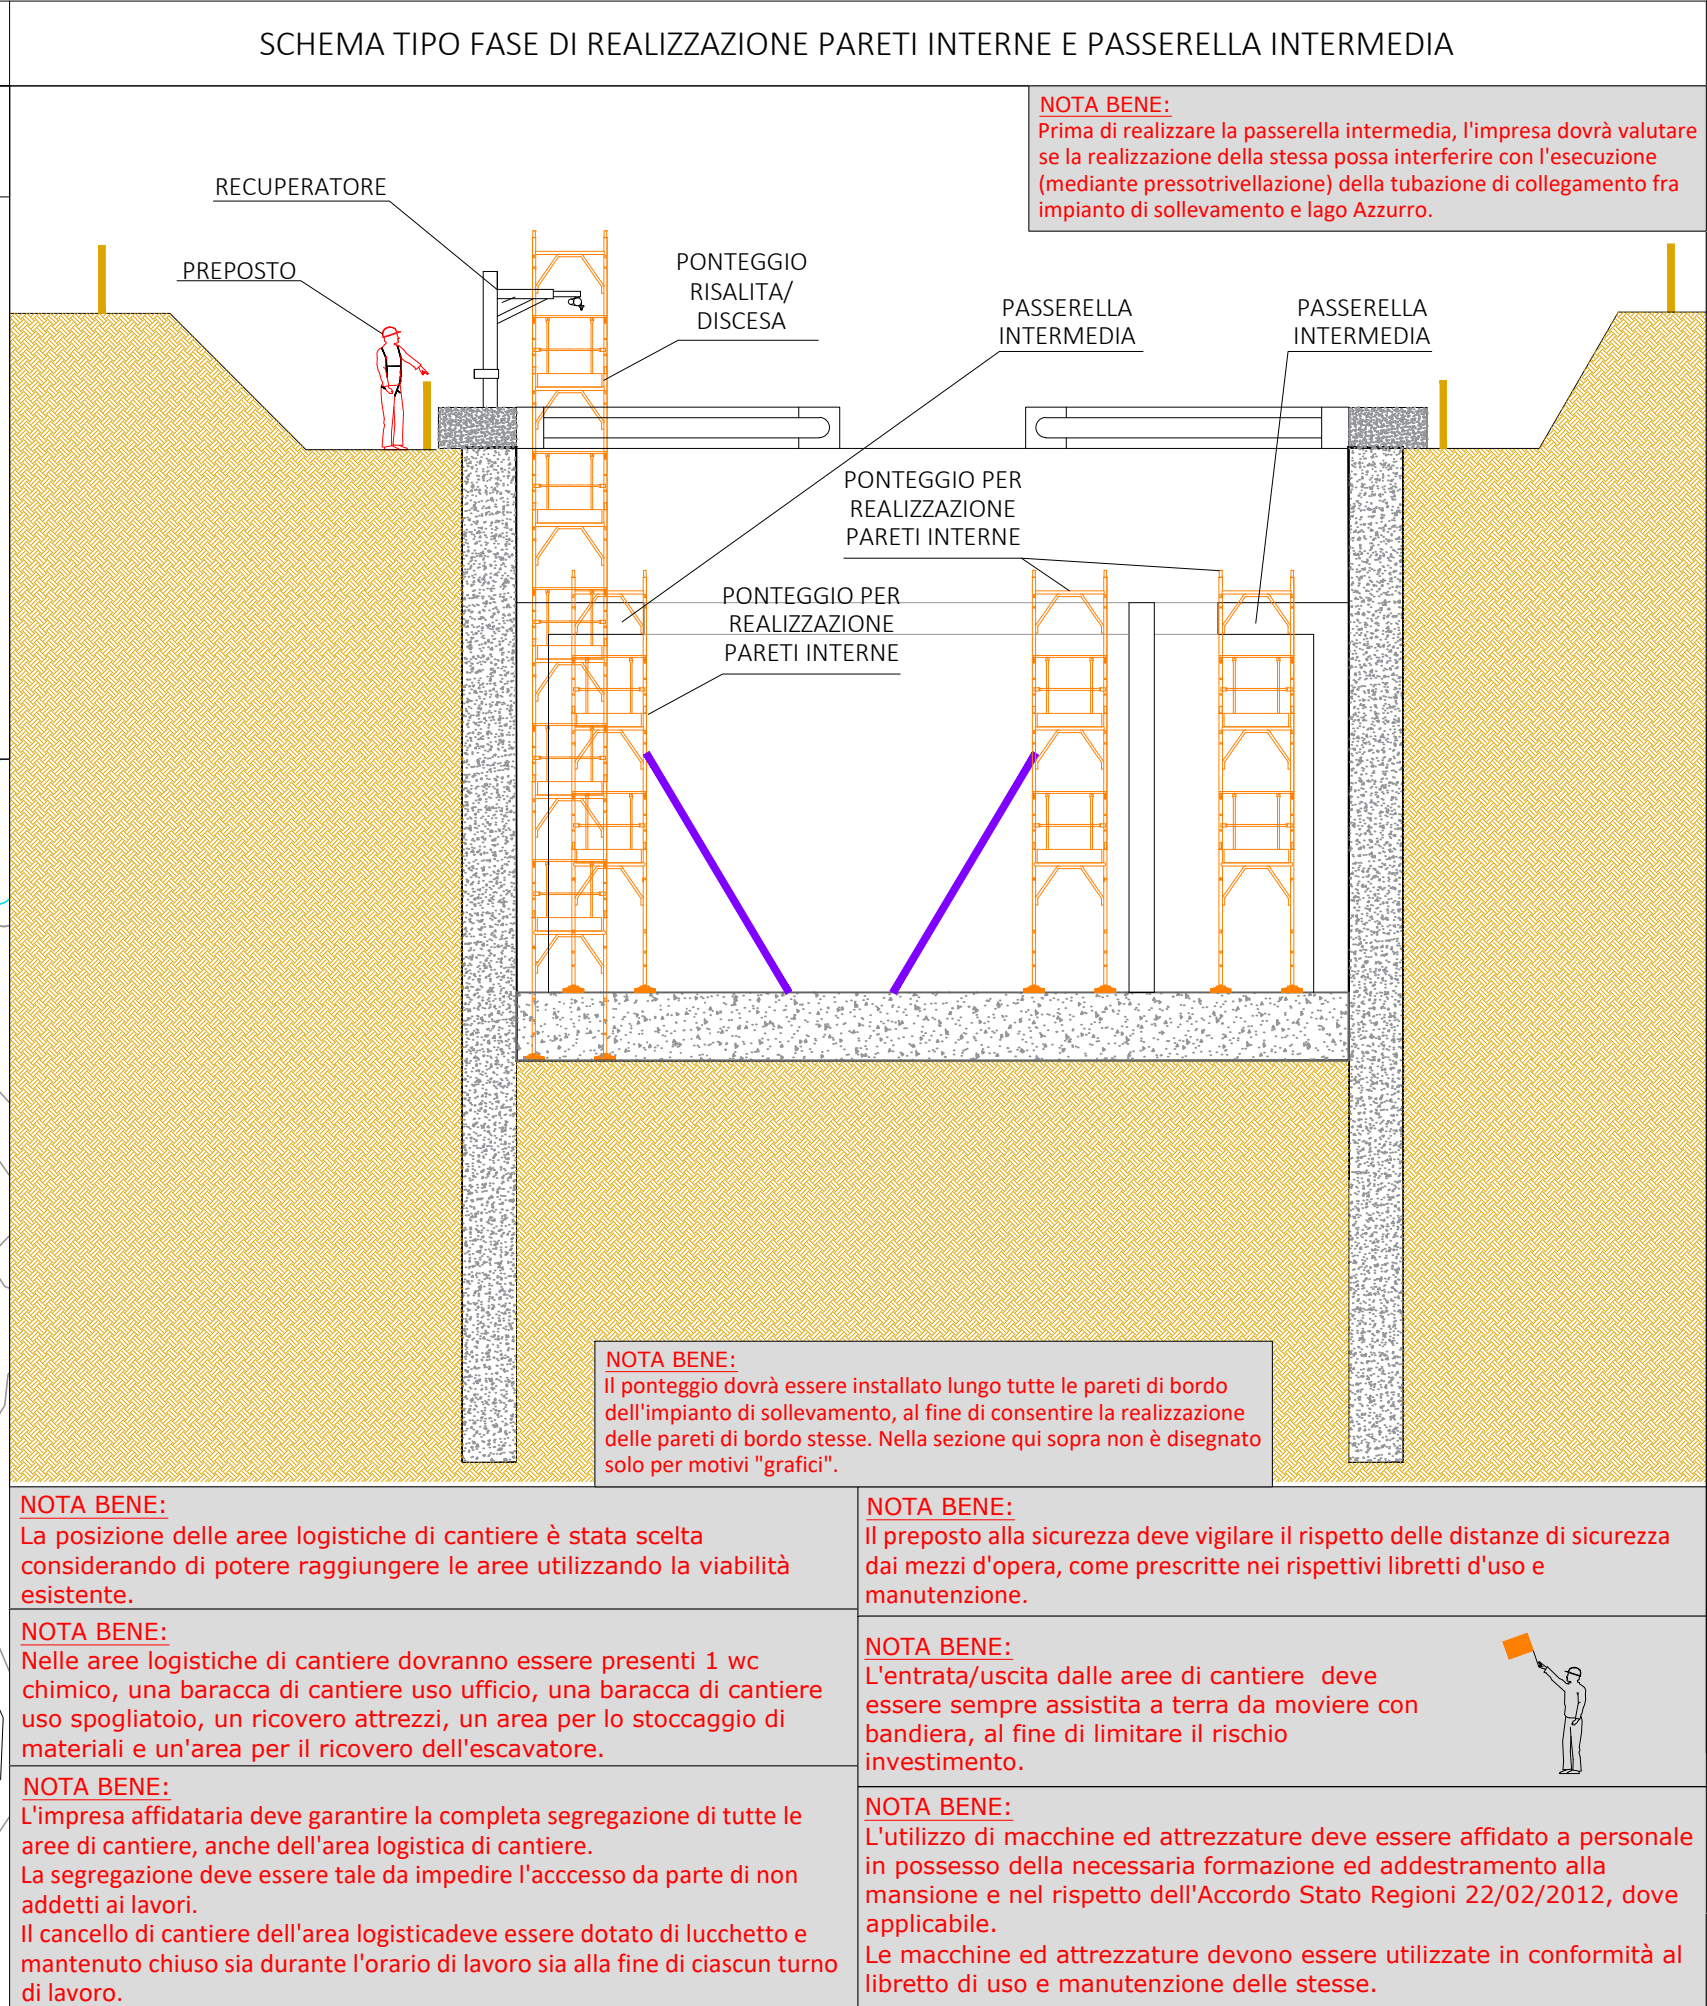 SCHEMA TIPO FASE DI REALIZZAZIONE PARETI INTERNE E PASSERELLA INTERMEDIA
NOTA BENE:
Prima di realizzare la passerella intermedia, l'impresa dovrà valutare
se la realizzazione della stessa possa interferire con l'esecuzione
(mediante pressotrivellazione) della tubazione di collegamento fra
impianto di sollevamento e lago Azzurro.
RECUPERATORE
PREPOSTO
PONTEGGIO
RISALITA/
DISCESA
PASSERELLA
INTERMEDIA
PASSERELLA
INTERMEDIA
PONTEGGIO PER
REALIZZAZIONE
PARETI INTERNE
PONTEGGIO PER
REALIZZAZIONE
PARETI INTERNE
NOTA BENE:
Il ponteggio dovrà essere installato lungo tutte le pareti di bordo
dell'impianto di sollevamento, al fine di consentire la realizzazione
delle pareti di bordo stesse. Nella sezione qui sopra non è disegnato
solo per motivi "grafici".
NOTA BENE:
La posizione delle aree logistiche di cantiere è stata scelta
considerando di potere raggiungere le aree utilizzando la viabilità
esistente.
NOTA BENE:
Nelle aree logistiche di cantiere dovranno essere presenti 1 wc
chimico, una baracca di cantiere uso ufficio, una baracca di cantiere
uso spogliatoio, un ricovero attrezzi, un area per lo stoccaggio di
materiali e un'area per il ricovero dell'escavatore.
NOTA BENE:
L'impresa affidataria deve garantire la completa segregazione di tutte le
aree di cantiere, anche dell'area logistica di cantiere.
La segregazione deve essere tale da impedire l'acccesso da parte di non
addetti ai lavori.
Il cancello di cantiere dell'area logisticadeve essere dotato di lucchetto e
mantenuto chiuso sia durante l'orario di lavoro sia alla fine di ciascun turno
di lavoro.
NOTA BENE:
Il preposto alla sicurezza deve vigilare il rispetto delle distanze di sicurezza
dai mezzi d'opera, come prescritte nei rispettivi libretti d'uso e
manutenzione.
NOTA BENE:
L'entrata/uscita dalle aree di cantiere  deve
essere sempre assistita a terra da moviere con
bandiera, al fine di limitare il rischio
investimento.
NOTA BENE:
L'utilizzo di macchine ed attrezzature deve essere affidato a personale
in possesso della necessaria formazione ed addestramento alla
mansione e nel rispetto dell'Accordo Stato Regioni 22/02/2012, dove
applicabile.
Le macchine ed attrezzature devono essere utilizzate in conformità al
libretto di uso e manutenzione delle stesse.